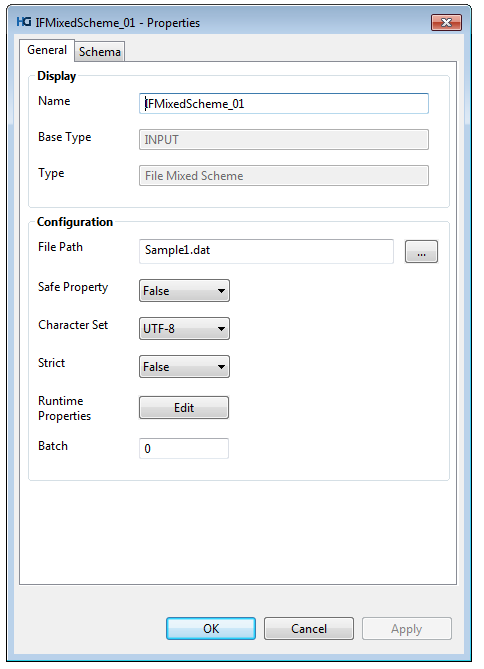 HG IFMixedScheme_01 - Properties
General Schema
Display
Name IFMixedScheme_01
Base Type INPUT
Type File Mixed Scheme
Configuration
File Path Sample1.dat ...
Safe Property False
Character Set UTF-8
Strict False
Runtime
Properties Edit
Batch 0
OK Cancel Apply